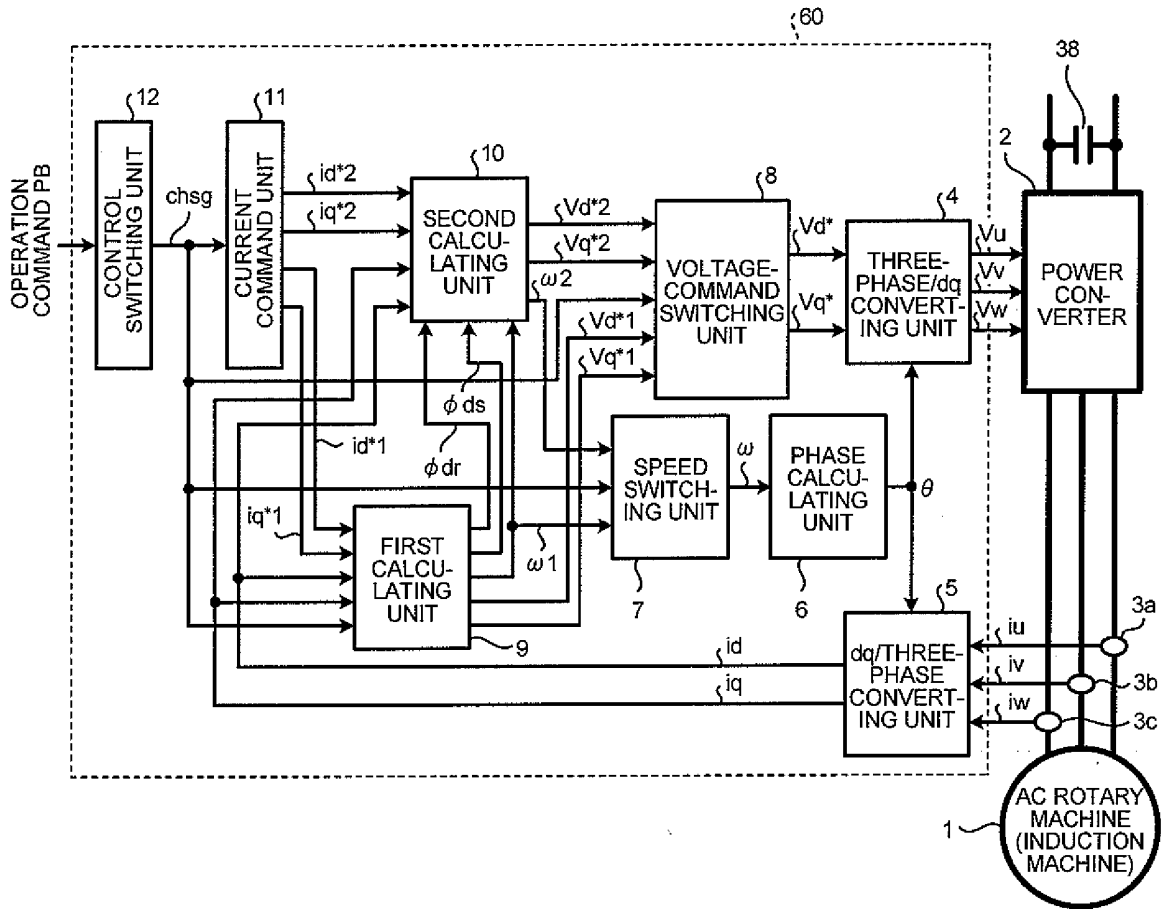 60
38
12
11
10
2
8
4
OPERATION
COMMAND PB
CONTROL
SWITCHING UNIT
chsg
CURRENT
COMMAND UNIT
id*2
iq*2
SECOND
CALCU-
LATING
UNIT
Vd*2
Vq*2
ω2
Vd*1
Vq*1
VOLTAGE-
COMMAND
SWITCHING
UNIT
Vd*
Vq*
THREE-
PHASE/dq
CONVERT-
ING UNIT
Vu
Vv
Vw
POWER
CON-
VERTER
id*1
iq*1
φds
φdr
FIRST
CALCU-
LATING
UNIT
9
ω1
SPEED
SWITCH-
ING UNIT
7
ω
PHASE
CALCU-
LATING
UNIT
6
θ
5
dq/THREE-
PHASE
CONVERT-
ING UNIT
id
iq
iu
iv
iw
3a
3b
3c
1
AC ROTARY
MACHINE
(INDUCTION
MACHINE)